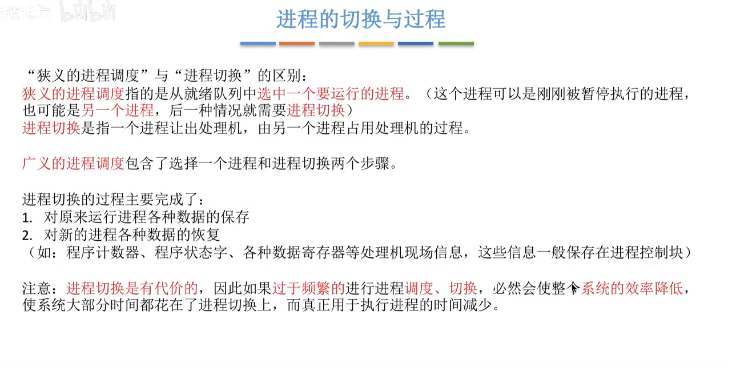 bilibili
进程的切换与过程
“狭义的进程调度”与“进程切换”的区别：
狭义的进程调度指的是从就绪队列中选中一个要运行的进程。（这个进程可以是刚刚被暂停执行的进程，
也可能是另一个进程，后一种情况就需要进程切换）
进程切换是指一个进程让出处理机，由另一个进程占用处理机的过程。
广义的进程调度包含了选择一个进程和进程切换两个步骤。
进程切换的过程主要完成了：
1. 对原来运行进程各种数据的保存
2. 对新的进程各种数据的恢复
（如：程序计数器、程序状态字、各种数据寄存器等处理机现场信息，这些信息一般保存在进程控制块）
注意：进程切换是有代价的，因此如果过于频繁的进行进程调度、切换，必然会使整个系统的效率降低，
使系统大部分时间都花在了进程切换上，而真正用于执行进程的时间减少。